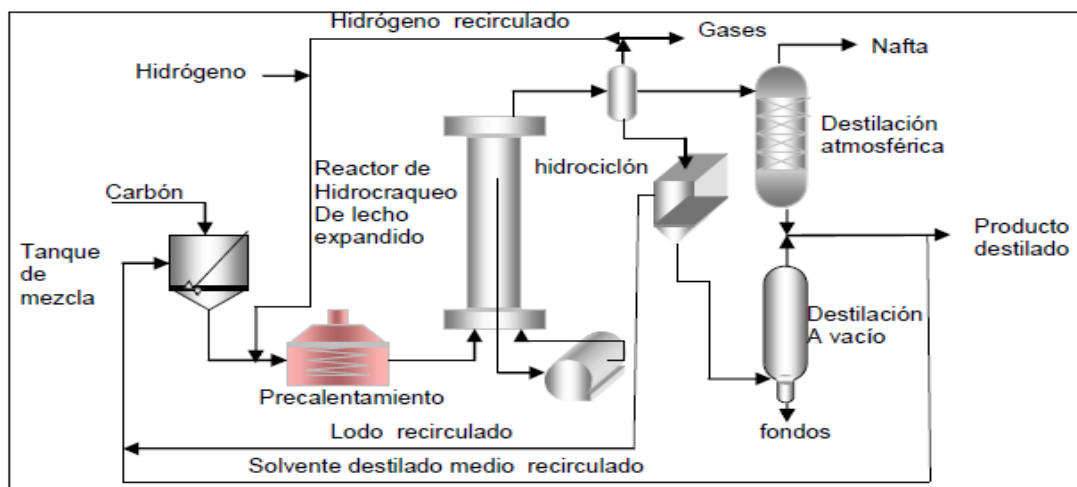 Hidrógeno recirculado
Gases
Nafta
Hidrógeno
Destilación
atmosférica
hidrociclón
Reactor de
Hidrocraqueo
De lecho
expandido
Carbón
Tanque
de
mezcla
Producto
destilado
Destilación
A vacío
Precalentamiento
fondos
Lodo recirculado
Solvente destilado medio recirculado